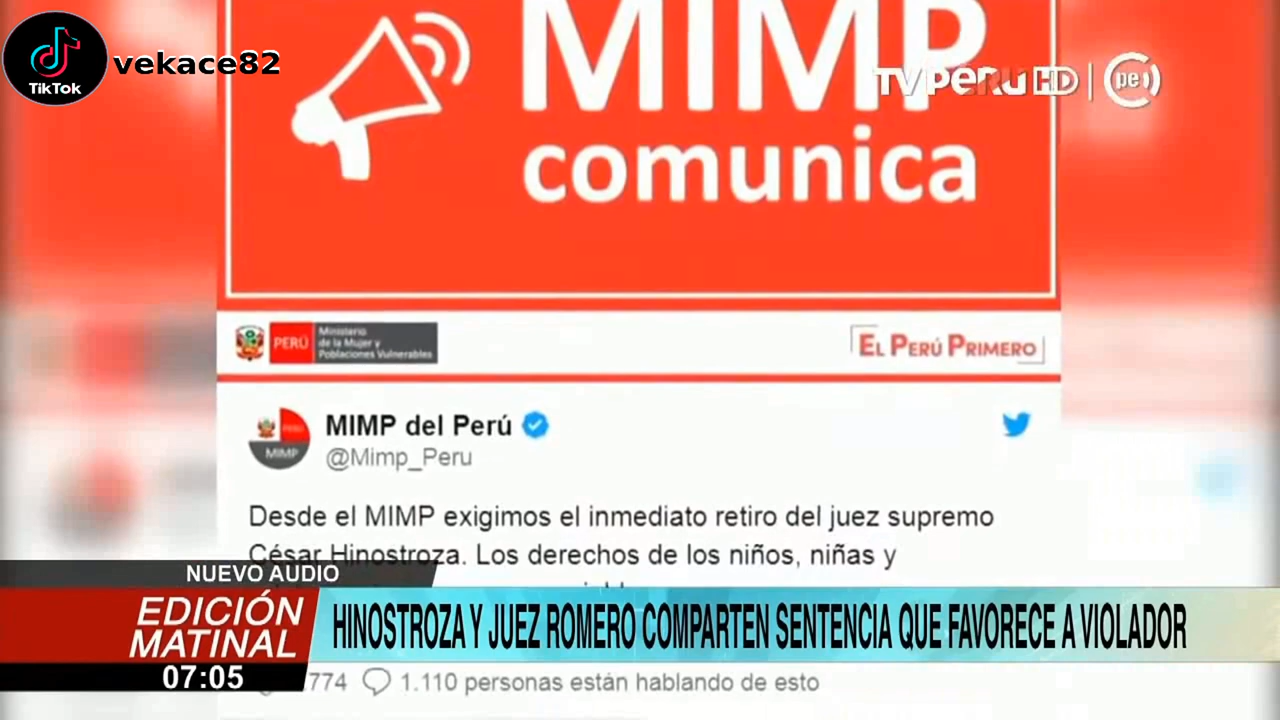 TikTok
vekace82
MIMP
comunica
TVPERU HD
pe
PERÚ
Ministerio
de la Mujer y
Poblaciones Vulnerables
EL PERÚ PRIMERO
MIMP
MIMP del Perú
@Mimp_Peru
Desde el MIMP exigimos el inmediato retiro del juez supremo
César Hinostroza. Los derechos de los niños, niñas y
NUEVO AUDIO
EDICIÓN
MATINAL
07:05
HINOSTROZA Y JUEZ ROMERO COMPARTEN SENTENCIA QUE FAVORECE A VIOLADOR
774
1.110 personas están hablando de esto